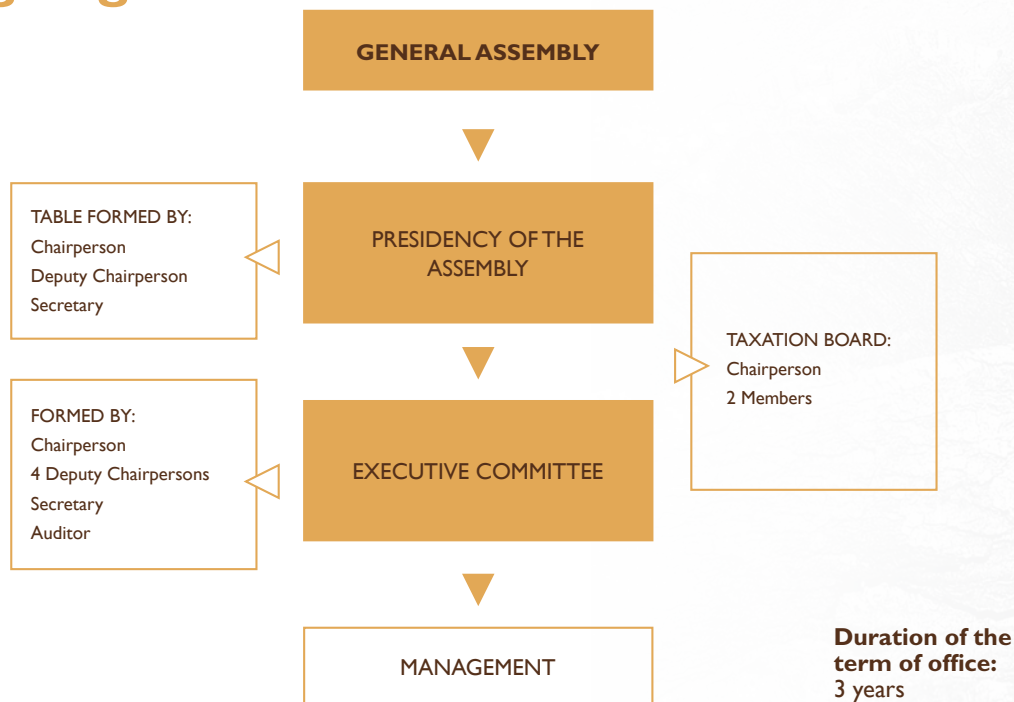 GENERAL ASSEMBLY
TABLE FORMED BY:
Chairperson
Deputy Chairperson
Secretary
PRESIDENCY OF THE
ASSEMBLY
TAXATION BOARD:
Chairperson
2 Members
FORMED BY:
Chairperson
4 Deputy Chairpersons
Secretary
Auditor
EXECUTIVE COMMITTEE
MANAGEMENT
Duration of the
term of office:
3 years